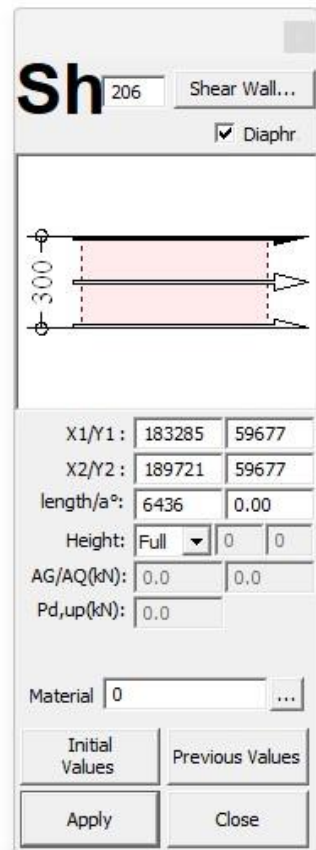 Sh 206 Shear Wall...
Diaphr
300
X1/Y1 : 183285 59677
X2/Y2 : 189721 59677
length/a°: 6436 0.00
Height: Full 0 0
AG/AQ(kN): 0.0 0.0
Pd,up(kN): 0.0
Material 0 ...
Initial Values Previous Values
Apply Close